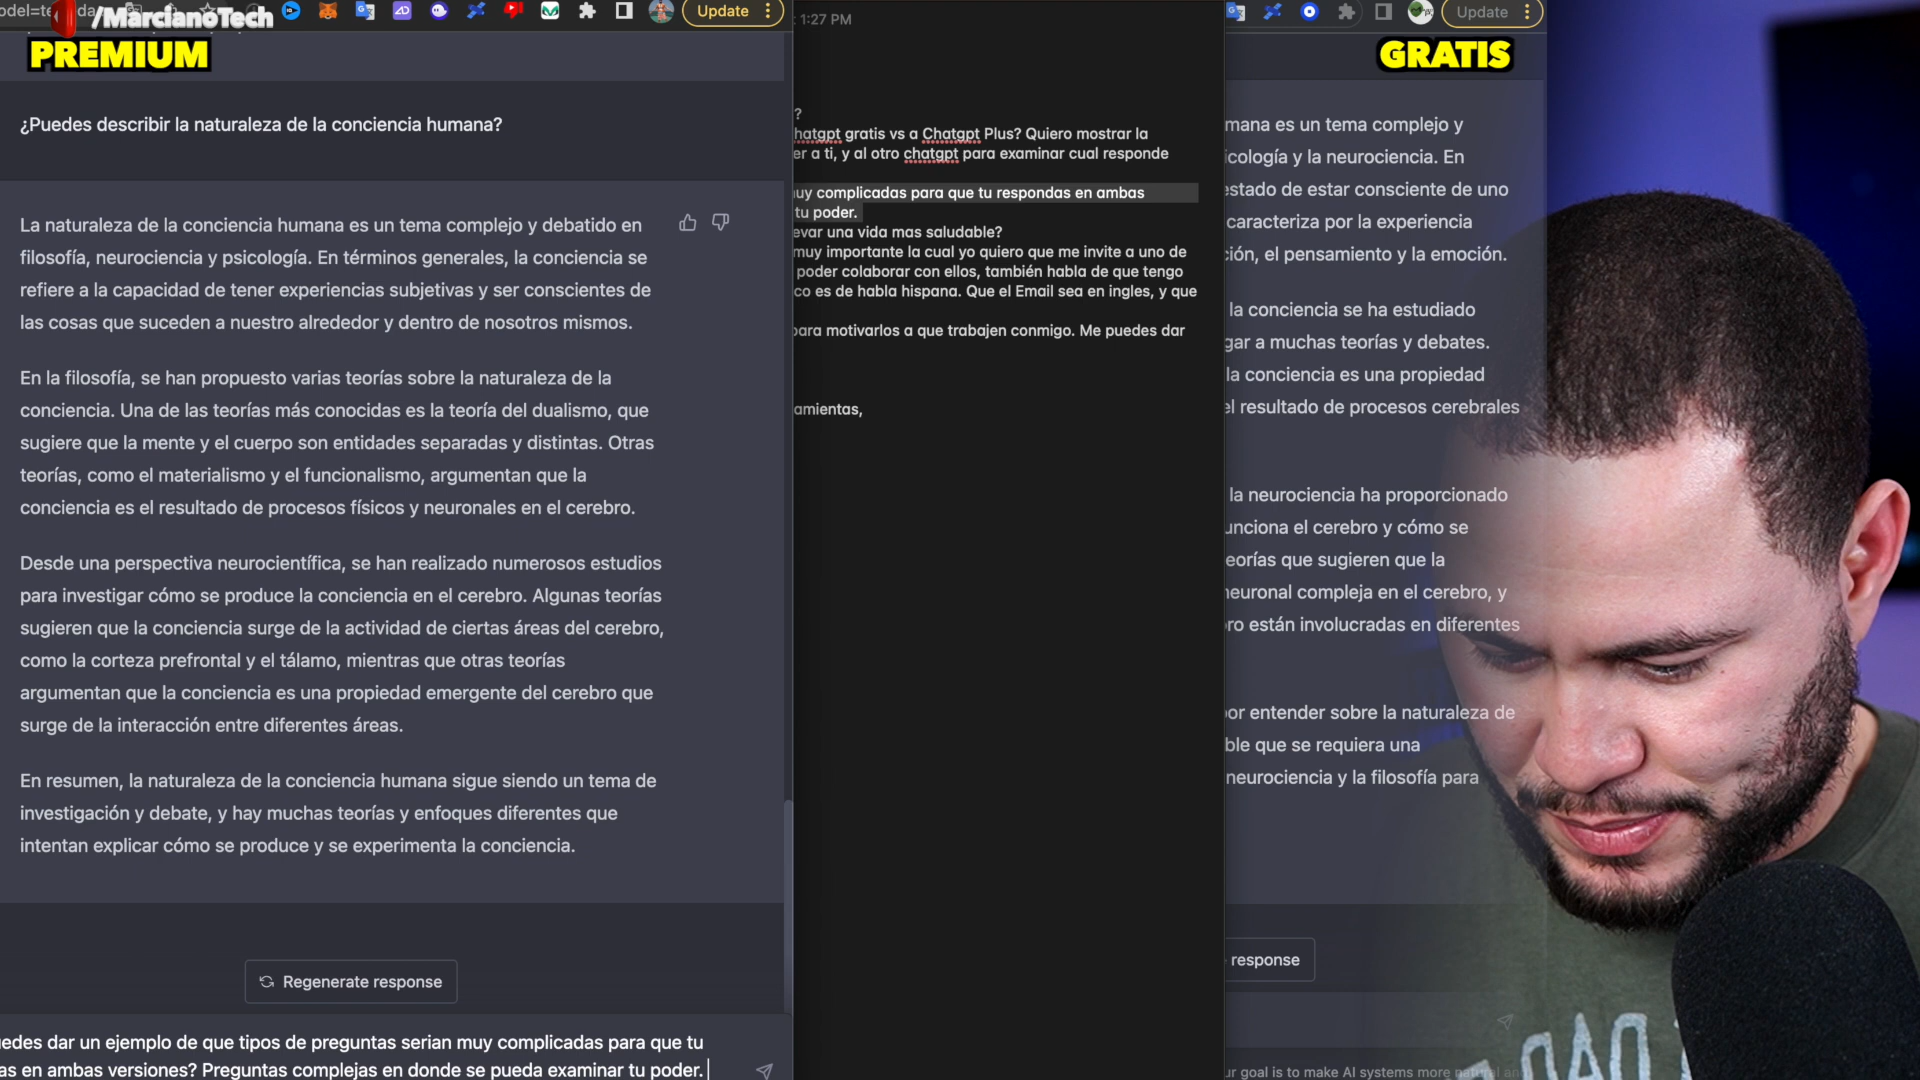 /MarcianoTech
Update
PREMIUM
¿Puedes describir la naturaleza de la conciencia humana?
La naturaleza de la conciencia humana es un tema complejo y debatido en
filosofía, neurociencia y psicología. En términos generales, la conciencia se
refiere a la capacidad de tener experiencias subjetivas y ser conscientes de
las cosas que suceden a nuestro alrededor y dentro de nosotros mismos.
En la filosofía, se han propuesto varias teorías sobre la naturaleza de la
conciencia. Una de las teorías más conocidas es la teoría del dualismo, que
sugiere que la mente y el cuerpo son entidades separadas y distintas. Otras
teorías, como el materialismo y el funcionalismo, argumentan que la
conciencia es el resultado de procesos físicos y neuronales en el cerebro.
Desde una perspectiva neurocientífica, se han realizado numerosos estudios
para investigar cómo se produce la conciencia en el cerebro. Algunas teorías
sugieren que la conciencia surge de la actividad de ciertas áreas del cerebro,
como la corteza prefrontal y el tálamo, mientras que otras teorías
argumentan que la conciencia es una propiedad emergente del cerebro que
surge de la interacción entre diferentes áreas.
En resumen, la naturaleza de la conciencia humana sigue siendo un tema de
investigación y debate, y hay muchas teorías y enfoques diferentes que
intentan explicar cómo se produce y se experimenta la conciencia.
Regenerate response
uedes dar un ejemplo de que tipos de preguntas serian muy complicadas para que tu
as en ambas versiones? Preguntas complejas en donde se pueda examinar tu poder.
1:27 PM
?
hatgpt gratis vs a Chatgpt Plus? Quiero mostrar la
er a ti, y al otro chatgpt para examinar cual responde
uy complicadas para que tu respondas en ambas
tu poder.
evar una vida mas saludable?
muy importante la cual yo quiero que me invite a uno de
poder colaborar con ellos, también habla de que tengo
co es de habla hispana. Que el Email sea en ingles, y que
para motivarlos a que trabajen conmigo. Me puedes dar
amientas,
Update
GRATIS
mana es un tema complejo y
icología y la neurociencia. En
estado de estar consciente de uno
caracteriza por la experiencia
ción, el pensamiento y la emoción.
la conciencia se ha estudiado
gar a muchas teorías y debates.
la conciencia es una propiedad
el resultado de procesos cerebrales
la neurociencia ha proporcionado
unciona el cerebro y cómo se
eorías que sugieren que la
neuronal compleja en el cerebro, y
ro están involucradas en diferentes
por entender sobre la naturaleza de
ble que se requiera una
neurociencia y la filosofía para
response
ur goal is to make AI systems more natural